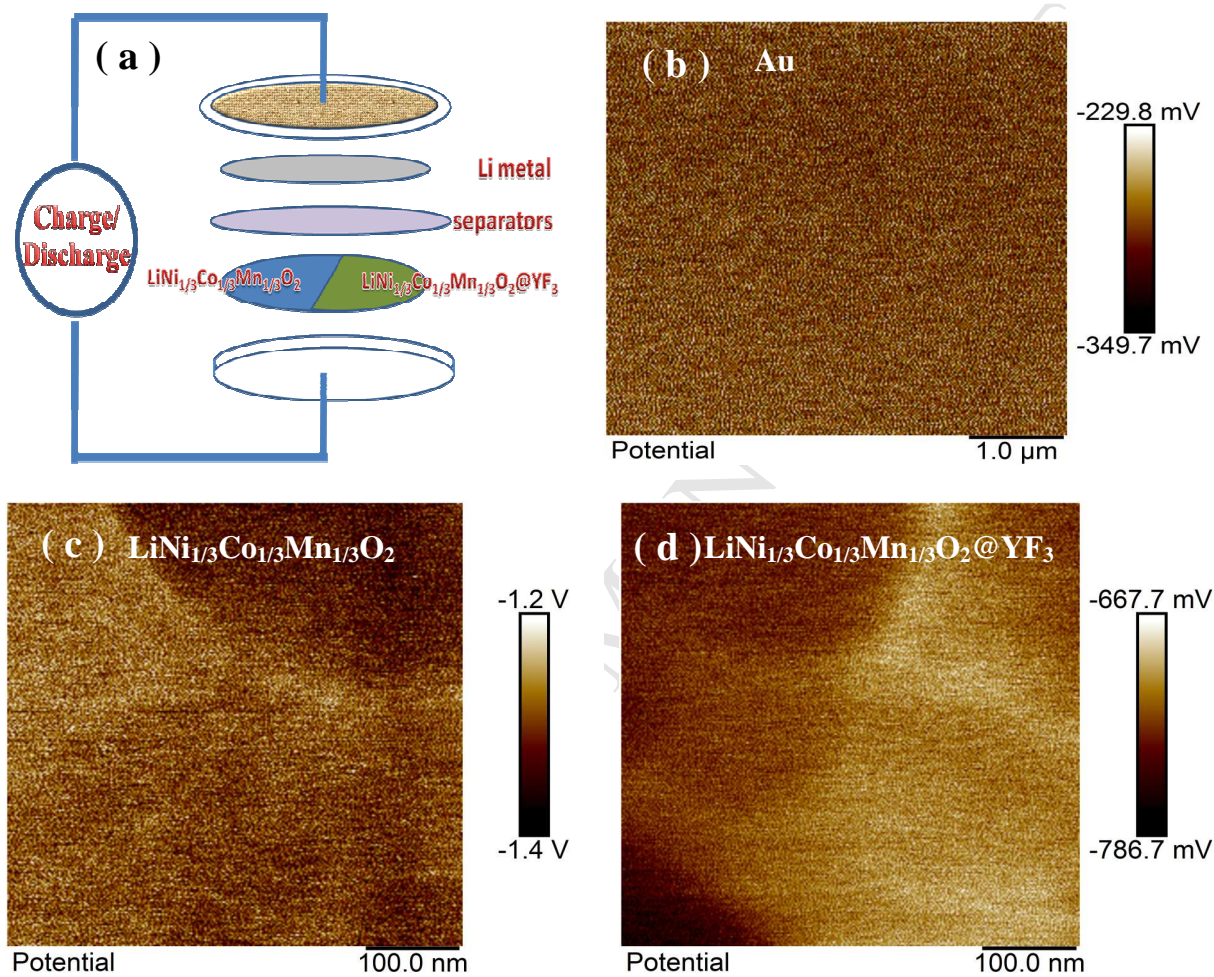 ( a )
Li metal
separators
Charge/
Discharge
LiNi1/3Co1/3Mn1/3O2
LiNi1/3Co1/3Mn1/3O2@YF3
( b ) Au
-229.8 mV
-349.7 mV
Potential
1.0 µm
( c ) LiNi1/3Co1/3Mn1/3O2
-1.2 V
-1.4 V
Potential
100.0 nm
( d ) LiNi1/3Co1/3Mn1/3O2@YF3
-667.7 mV
-786.7 mV
Potential
100.0 nm